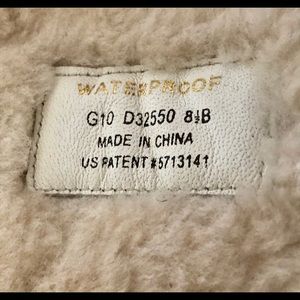 WATERPROOF
G10 D32550 8½B
MADE IN CHINA
US PATENT #5713141